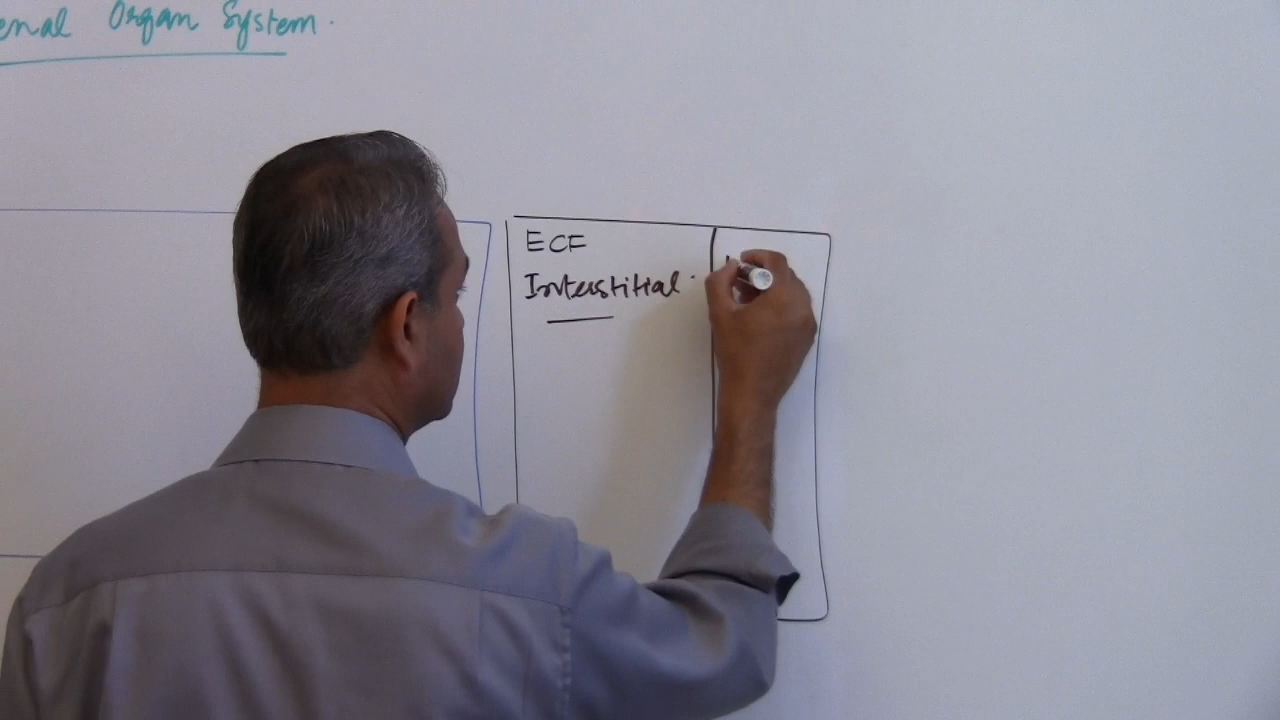 enal Organ System.
ECF
Interstitial.